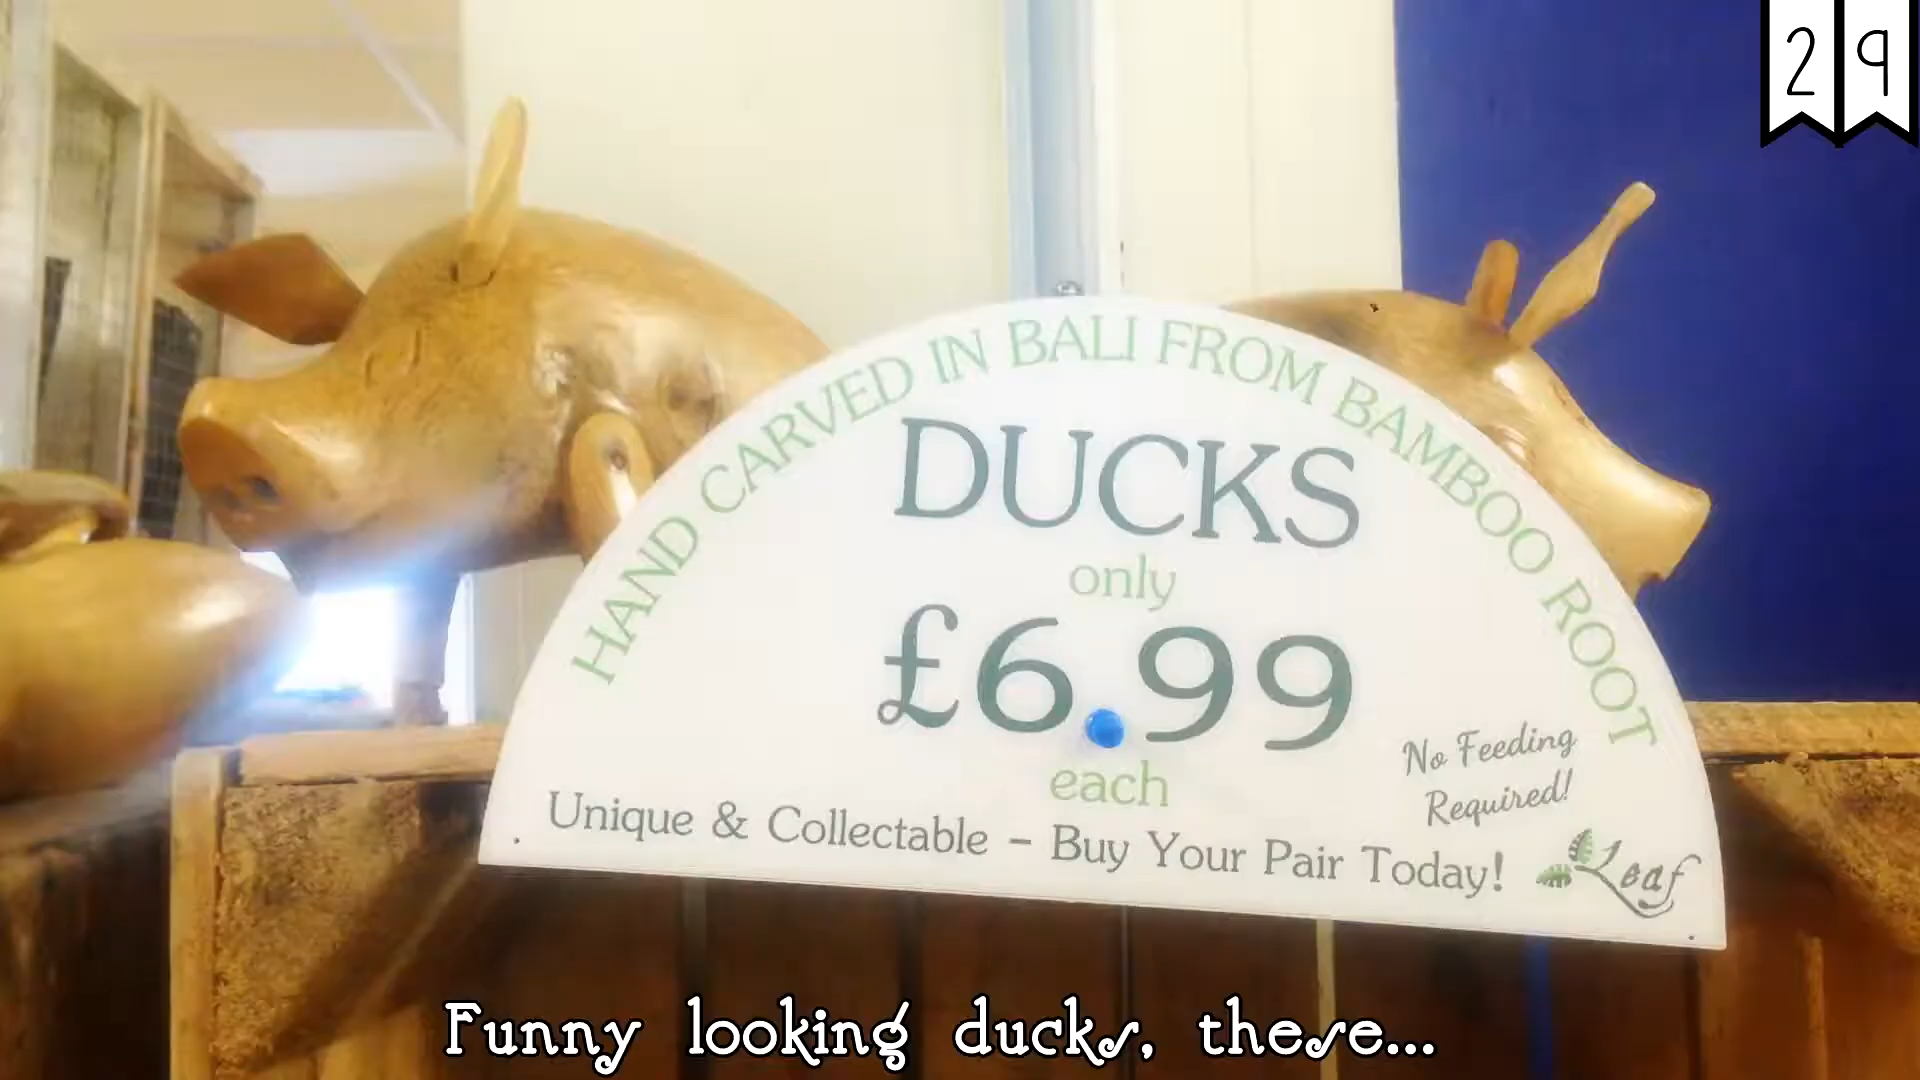 29
HAND CARVED IN BALI FROM BAMBOO ROOT
DUCKS
only
£6.99
each
No Feeding
Required!
Unique & Collectable - Buy Your Pair Today!
Leaf
Funny looking ducks, these...